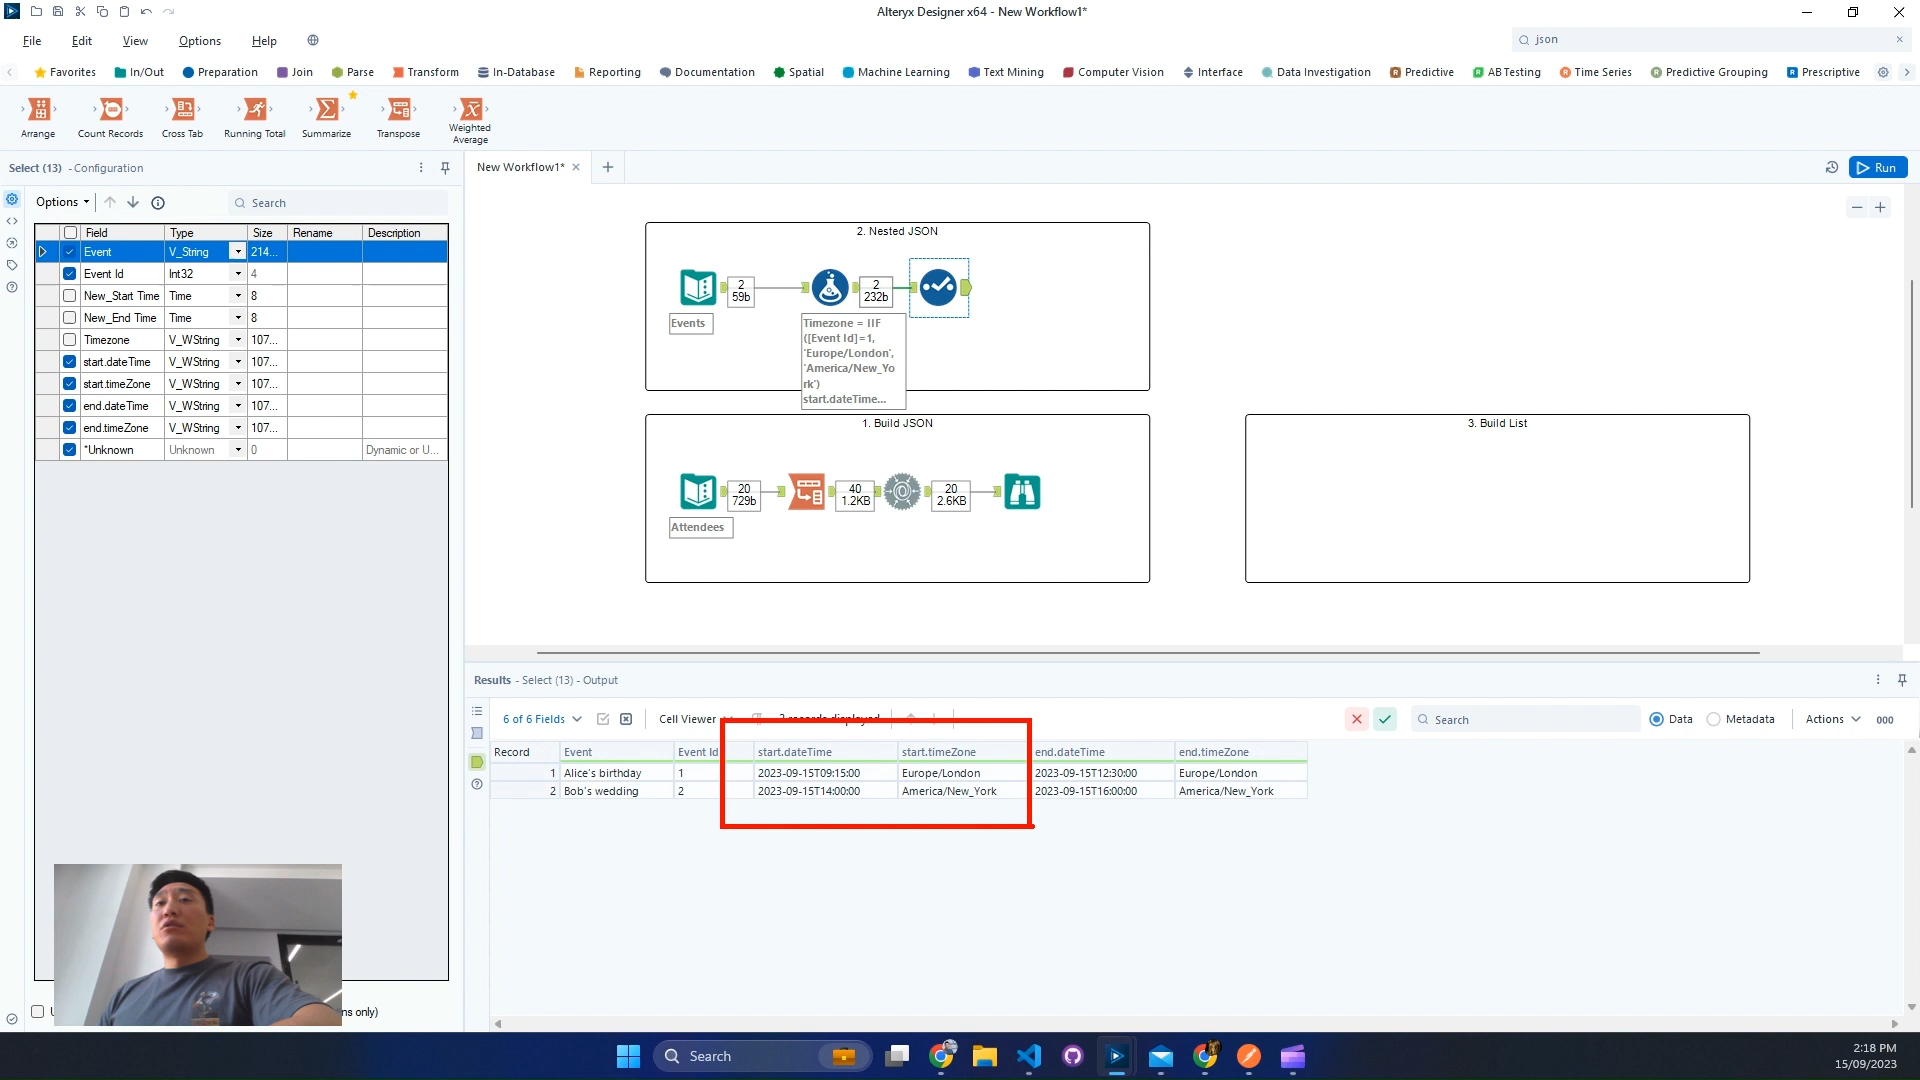 Alteryx Designer x64 - New Workflow1*
File Edit View Options Help
json
Favorites In/Out Preparation Join Parse Transform In-Database Reporting Documentation Spatial Machine Learning Text Mining Computer Vision Interface Data Investigation Predictive AB Testing Time Series Predictive Grouping Prescriptive
Arrange Count Records Cross Tab Running Total Summarize Transpose Weighted
Average
Select (13) - Configuration
New Workflow1*
Run
Options
Search
Field Type Size Rename Description
Event V_String 214...
Event Id Int32 4
New_Start Time Time 8
New_End Time Time 8
Timezone V_WString 107...
start.dateTime V_WString 107...
start.timeZone V_WString 107...
end.dateTime V_WString 107...
end.timeZone V_WString 107...
*Unknown Unknown 0 Dynamic or U...
ns only)
2. Nested JSON
2
59b
2
232b
Events
Timezone = IIF
([Event Id]=1,
'Europe/London',
'America/New_Yo
rk')
start.dateTime...
1. Build JSON
20
729b
40
1.2KB
20
2.6KB
Attendees
3. Build List
Results - Select (13) - Output
6 of 6 Fields Cell Viewer 2 records displayed Search Data Metadata Actions 000
Record Event Event Id start.dateTime start.timeZone end.dateTime end.timeZone
1 Alice's birthday 1 2023-09-15T09:15:00 Europe/London 2023-09-15T12:30:00 Europe/London
2 Bob's wedding 2 2023-09-15T14:00:00 America/New_York 2023-09-15T16:00:00 America/New_York
Search
2:18 PM
15/09/2023